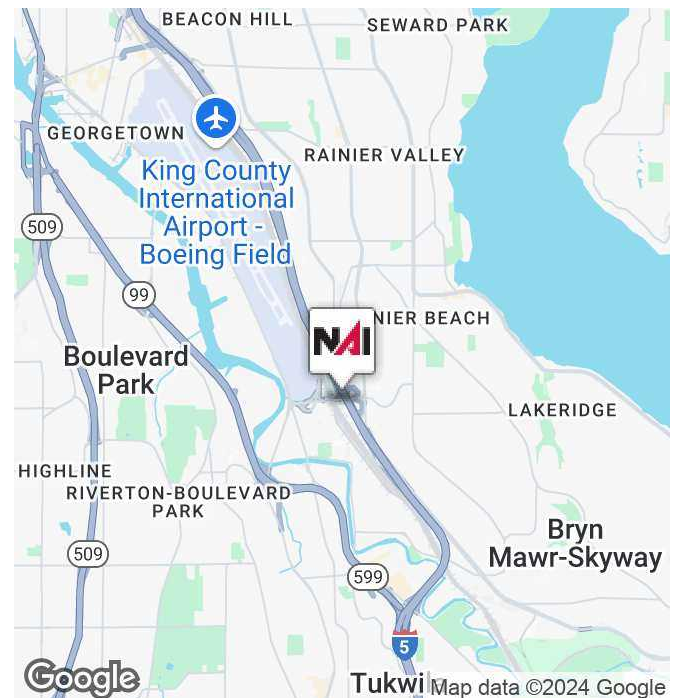 BEACON HILL
SEWARD PARK
GEORGETOWN
RAINIER VALLEY
King County
International
Airport -
Boeing Field
509
99
NAI
NIER BEACH
Boulevard
Park
LAKERIDGE
HIGHLINE
RIVERTON-BOULEVARD
PARK
Bryn
Mawr-Skyway
509
599
5
Tukwila
Google
Map data ©2024 Google